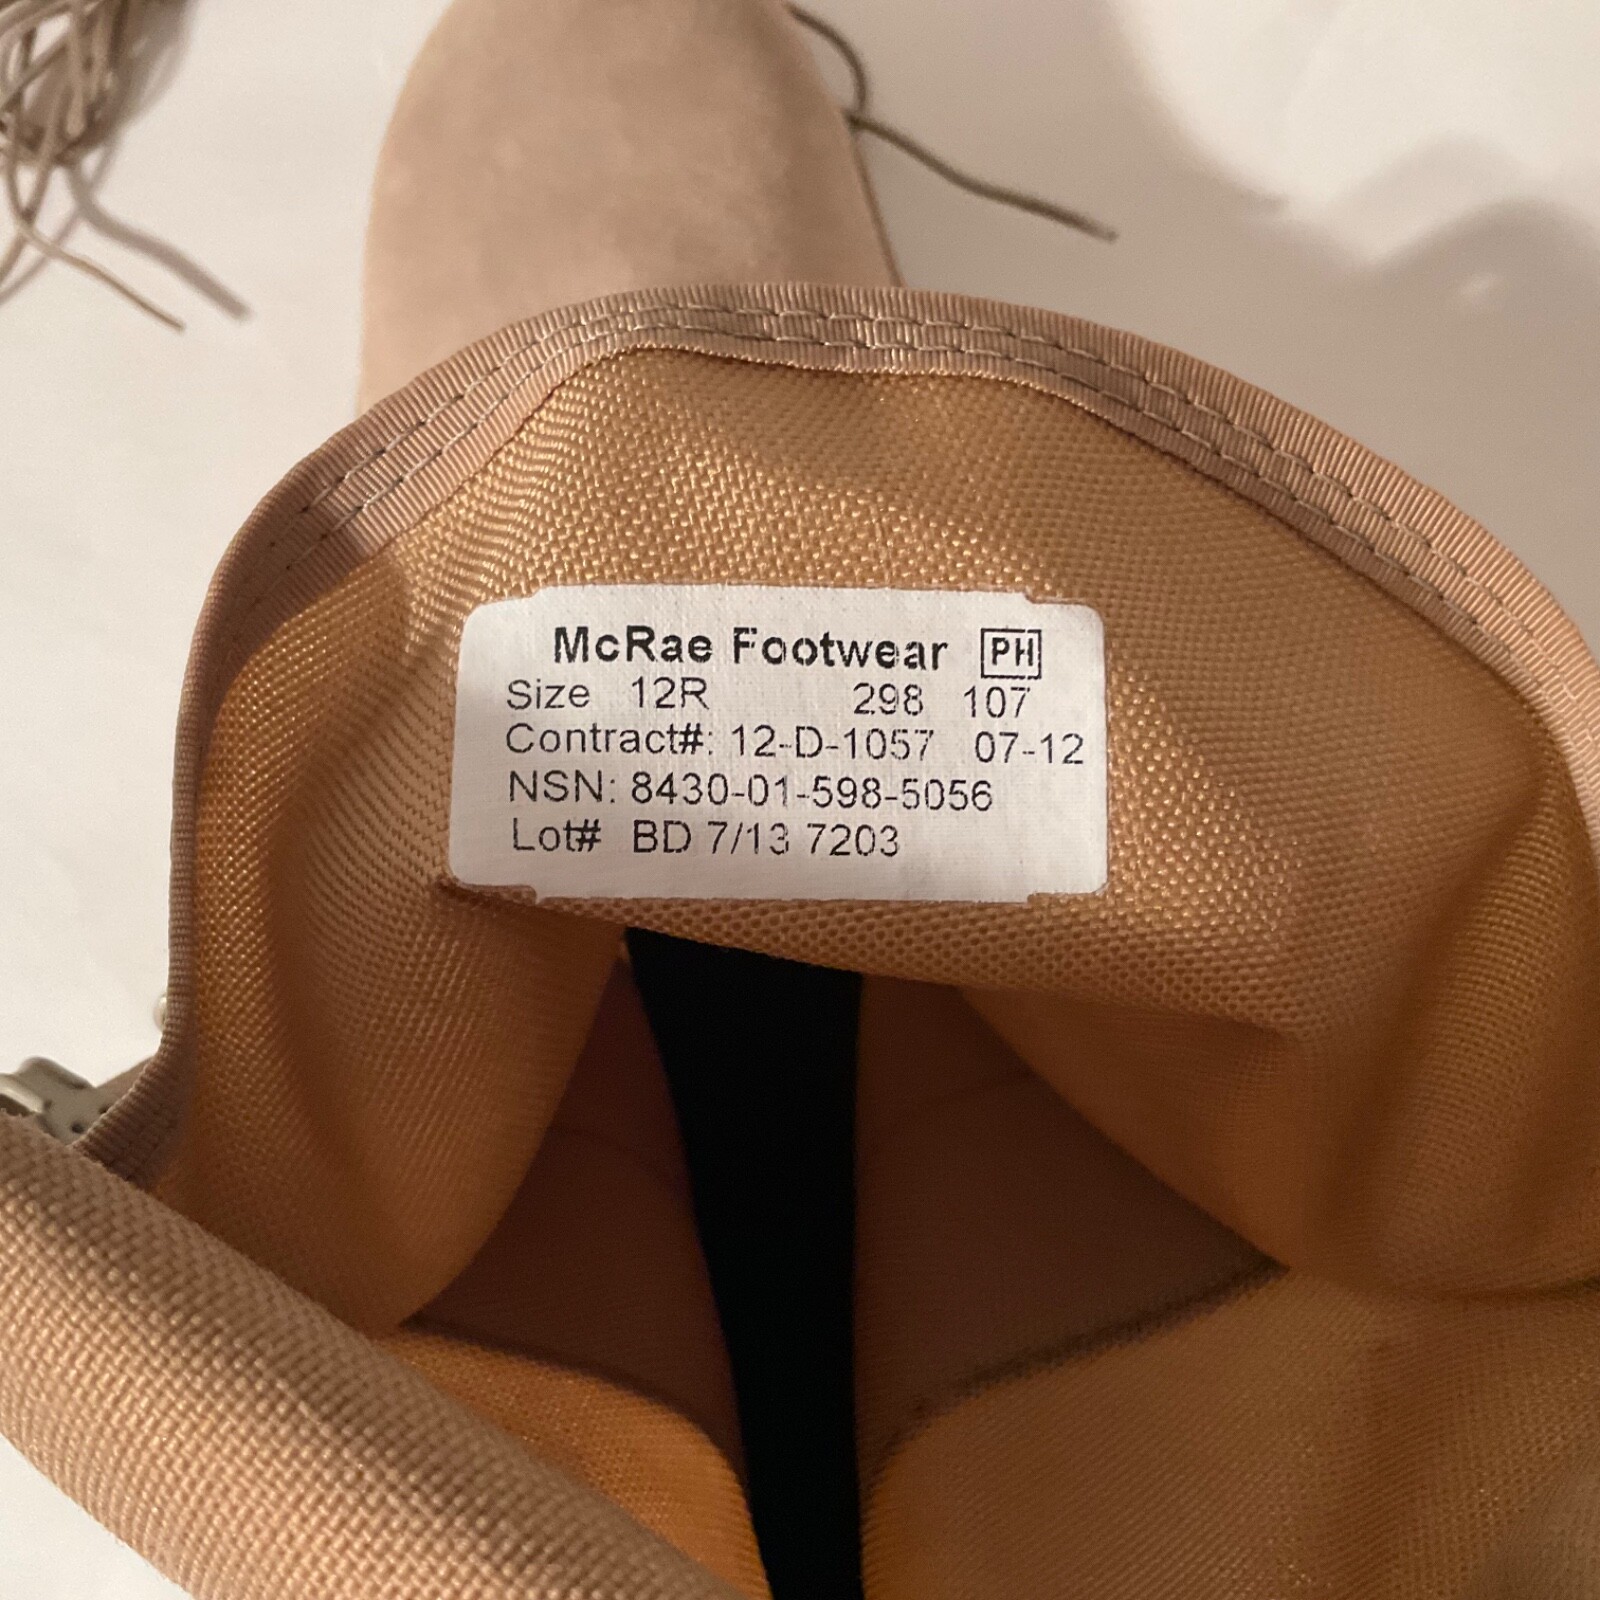 McRae Footwear PH
Size 12R 298 107
Contract#: 12-D-1057 07-12
NSN: 8430-01-598-5056
Lot# BD 7/13 7203